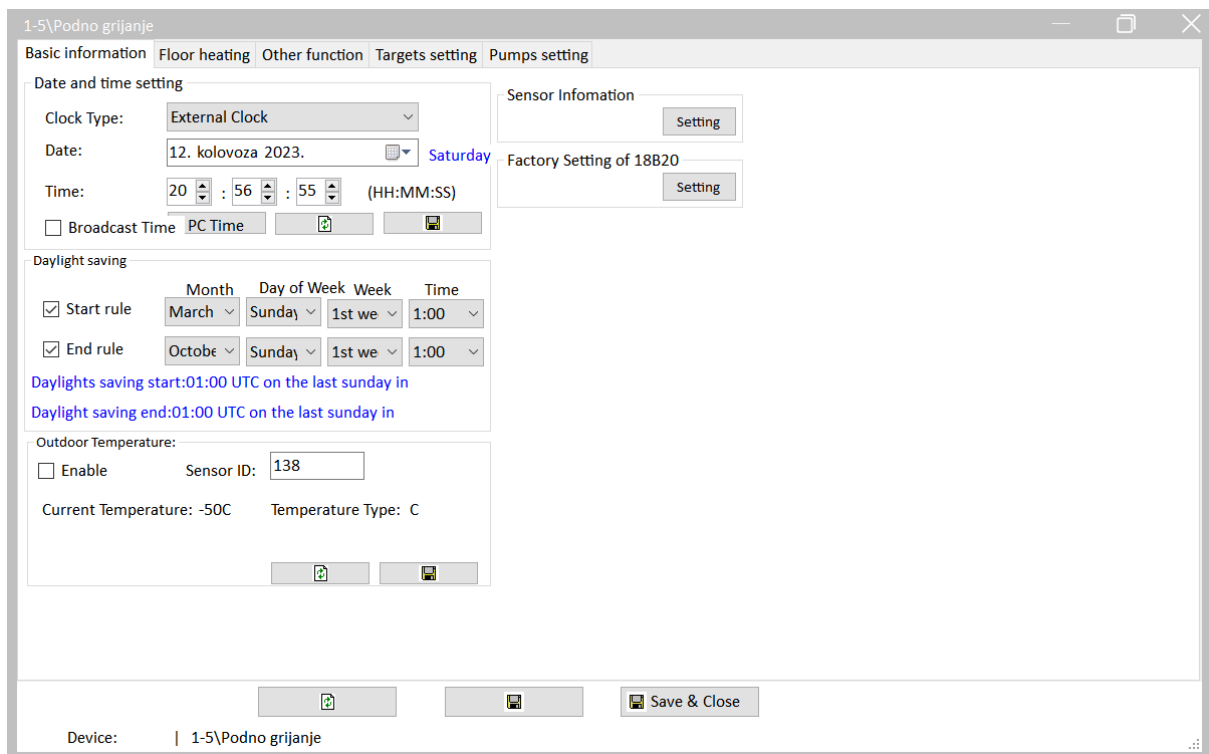 1-5\Podno grijanje
Basic information Floor heating Other function Targets setting Pumps setting
Date and time setting
Clock Type: External Clock
Date: 12. kolovoza 2023. Saturday
Time: 20 : 56 : 55 (HH:MM:SS)
Broadcast Time PC Time
Sensor Infomation
Setting
Factory Setting of 18B20
Setting
Daylight saving
Month Day of Week Week Time
Start rule March Sunday 1st we 1:00
End rule Octobe Sunday 1st we 1:00
Daylights saving start:01:00 UTC on the last sunday in
Daylight saving end:01:00 UTC on the last sunday in
Outdoor Temperature:
Enable Sensor ID: 138
Current Temperature: -50C Temperature Type: C
Save & Close
Device: | 1-5\Podno grijanje